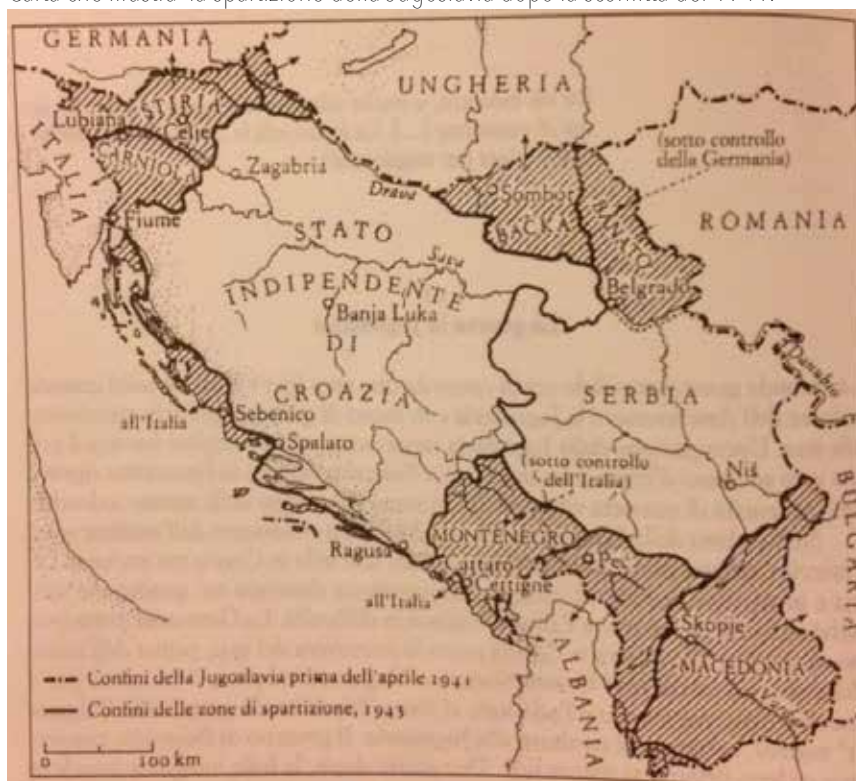 GERMANIA
UNGHERIA
STIRIA
Lubiana
Celje
ITALIA
CARNIOLA
Zagabria
(sotto controllo
della Germania)
Drava
Sombor
BAČKA
BANATO
ROMANIA
Fiume
STATO
Sava
INDIPENDENTE
Belgrado
Banja Luka
DI
Danubio
CROAZIA
SERBIA
all'Italia
Sebenico
Spalato
(sotto controllo
dell'Italia)
Niš
BULGARIA
MONTENEGRO
Ragusa
Cattaro
Peć
Cettigne
all'Italia
Skopje
ALBANIA
MACEDONIA
Vardar
Confini della Jugoslavia prima dell'aprile 1941
Confini delle zone di spartizione, 1943
0 100 km